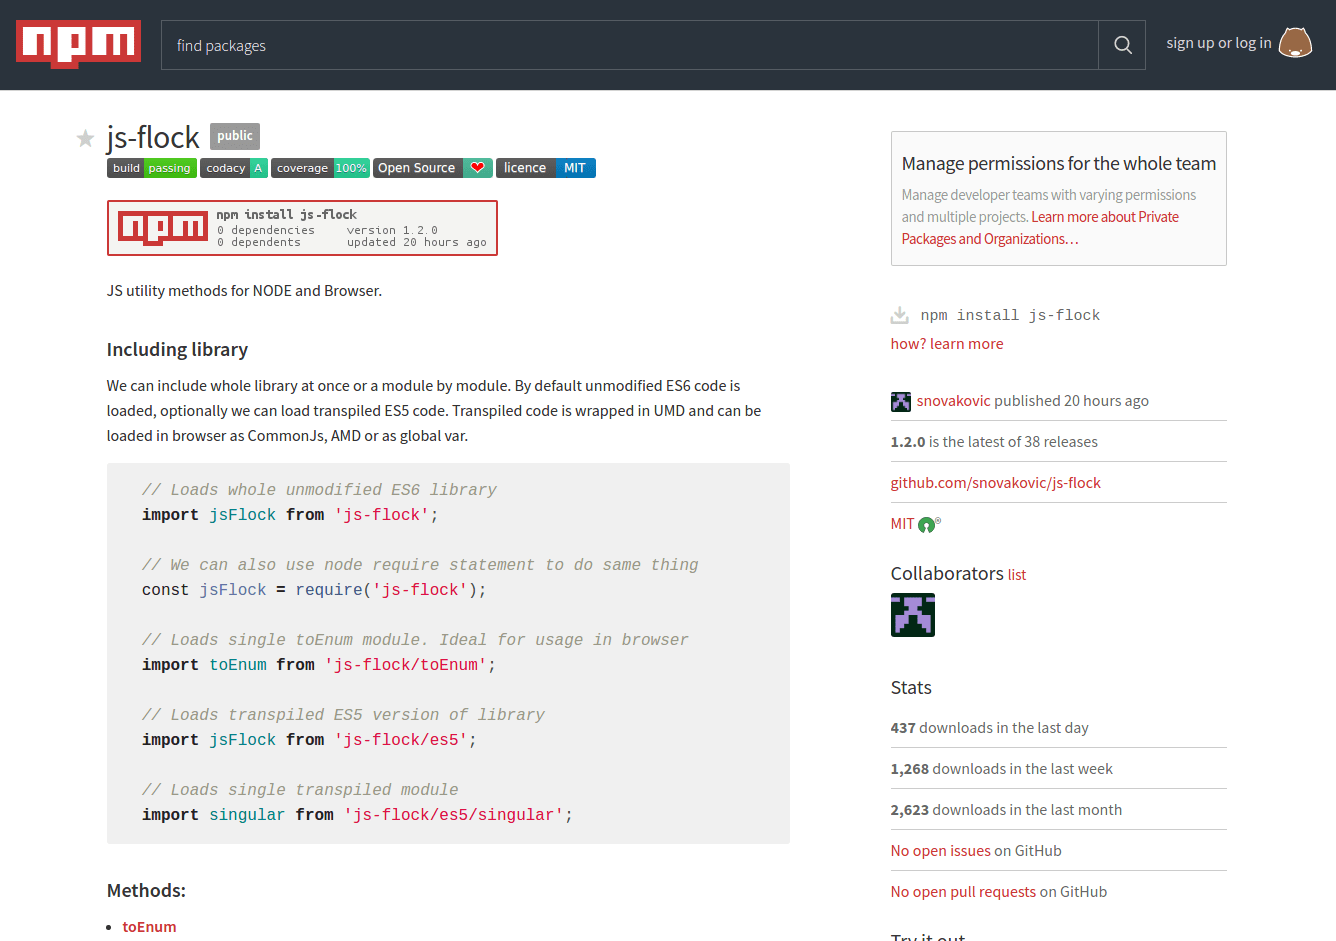 npm
find packages
sign up or log in
js-flock public
build passing codacy A coverage 100% Open Source ❤ licence MIT
npm
npm install js-flock
0 dependencies version 1.2.0
0 dependents updated 20 hours ago
JS utility methods for NODE and Browser.
Including library
We can include whole library at once or a module by module. By default unmodified ES6 code is
loaded, optionally we can load transpiled ES5 code. Transpiled code is wrapped in UMD and can be
loaded in browser as CommonJs, AMD or as global var.
// Loads whole unmodified ES6 library
import jsFlock from 'js-flock';
// We can also use node require statement to do same thing
const jsFlock = require('js-flock');
// Loads single toEnum module. Ideal for usage in browser
import toEnum from 'js-flock/toEnum';
// Loads transpiled ES5 version of library
import jsFlock from 'js-flock/es5';
// Loads single transpiled module
import singular from 'js-flock/es5/singular';
Methods:
• toEnum
Manage permissions for the whole team
Manage developer teams with varying permissions
and multiple projects. Learn more about Private
Packages and Organizations…
npm install js-flock
how? learn more
snovakovic published 20 hours ago
1.2.0 is the latest of 38 releases
github.com/snovakovic/js-flock
MIT ®
Collaborators list
Stats
437 downloads in the last day
1,268 downloads in the last week
2,623 downloads in the last month
No open issues on GitHub
No open pull requests on GitHub
Try it out